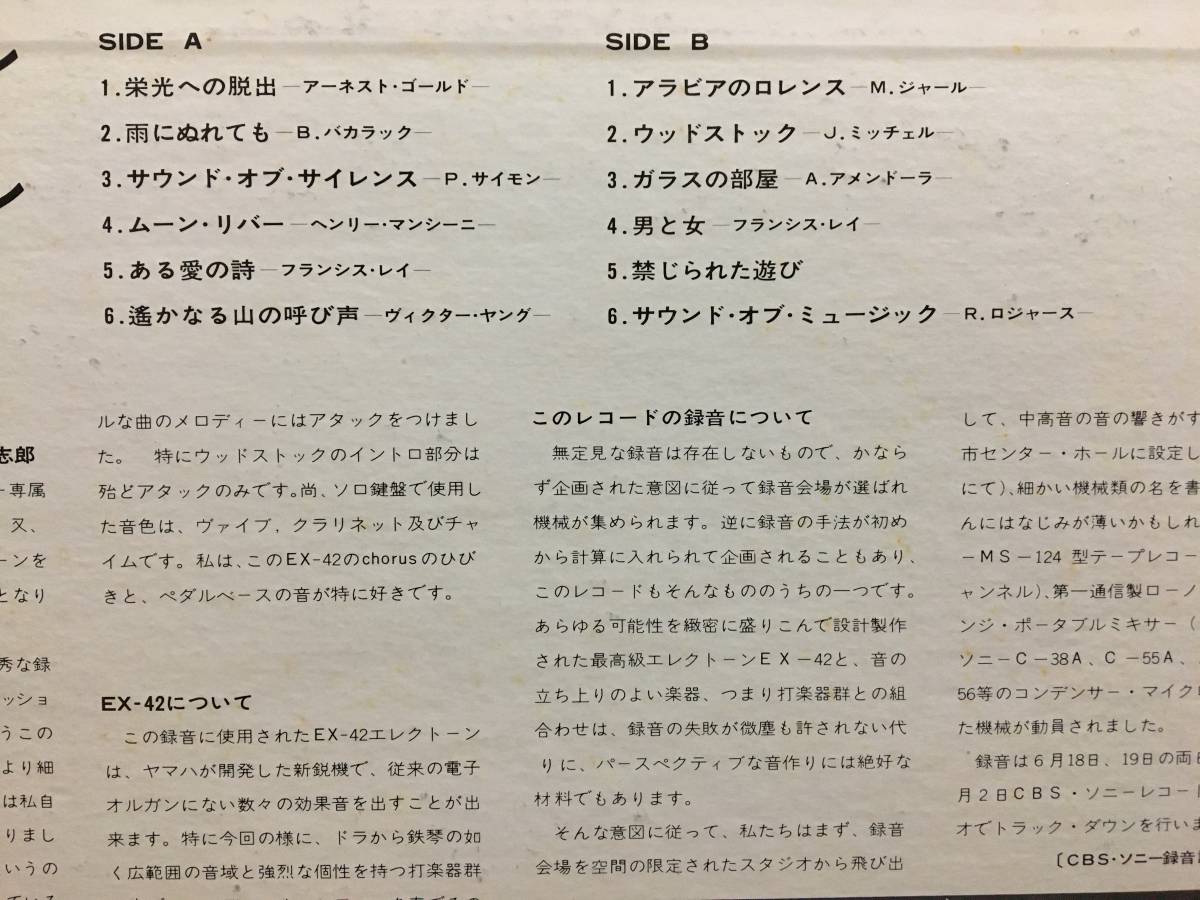 SIDE A
1.栄光への脱出—アーネスト・ゴールド—
2.雨にぬれても—B.バカラック—
3.サウンド・オブ・サイレンス—P.サイモン—
4.ムーン・リバー—ヘンリー・マンシーニ—
5.ある愛の詩—フランシス・レイ—
6.遙かなる山の呼び声—ヴィクター・ヤング—
SIDE B
1.アラビアのロレンス—M.ジャール—
2.ウッドストック—J.ミッチェル—
3.ガラスの部屋—A.アメンドーラ—
4.男と女—フランシス・レイ—
5.禁じられた遊び
6.サウンド・オブ・ミュージック—R.ロジャース—
志郎
ー専属
又、
ーンを
となり
秀な録
ッショ
うこの
より細
は私自
りまし
いうの
ている
ルな曲のメロディーにはアタックをつけまし
た。 特にウッドストックのイントロ部分は
殆どアタックのみです。尚、ソロ鍵盤で使用し
た音色は、ヴァイブ, クラリネット及びチャ
イムです。私は、このEX-42のchorusのひび
きと、ペダルベースの音が特に好きです。
EX-42について
この録音に使用されたEX-42エレクトーン
は、ヤマハが開発した新鋭機で、従来の電子
オルガンにない数々の効果音を出すことが出
来ます。特に今回の様に、ドラから鉄琴の如
く広範囲の音域と強烈な個性を持つ打楽器群
このレコードの録音について
無定見な録音は存在しないもので、かなら
ず企画された意図に従って録音会場が選ばれ
機械が集められます。逆に録音の手法が初め
から計算に入れられて企画されることもあり、
このレコードもそんなもののうちの一つです。
あらゆる可能性を緻密に盛りこんで設計製作
された最高級エレクトーンEX-42と、音の
立ち上りのよい楽器、つまり打楽器群との組
合わせは、録音の失敗が微塵も許されない代
りに、パースペクティブな音作りには絶好な
材料でもあります。
そんな意図に従って、私たちはまず、録音
会場を空間の限定されたスタジオから飛び出
して、中高音の音の響きがす
市センター・ホールに設定し
にて)、細かい機械類の名を書
んにはなじみが薄いかもしれ
-MS-124 型テープレコー
ャンネル)、第一通信製ローノ
ンジ・ポータブルミキサー(
ソニーC-38A、C-55A、
56等のコンデンサー・マイク
た機械が動員されました。
録音は6月18日、19日の両日
月2日CBS・ソニーレコード
オでトラック・ダウンを行いま
〔CBS・ソニー録音